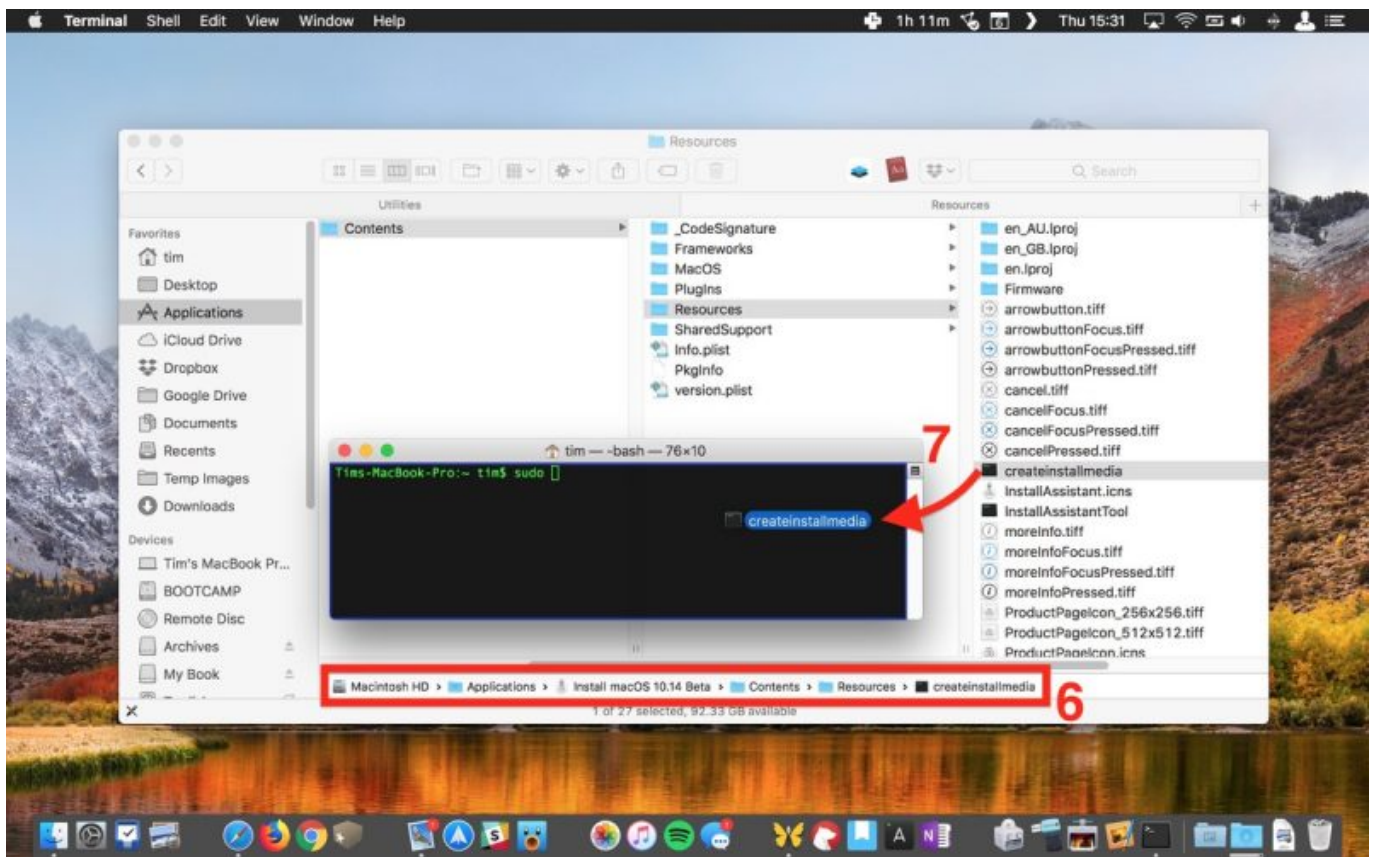 Terminal Shell Edit View Window Help 1h 11m 6 Thu 15:31
Resources
Search
Utilities Resources
Favorites
tim
Desktop
Applications
iCloud Drive
Dropbox
Google Drive
Documents
Recents
Temp Images
Downloads
Devices
Tim's MacBook Pr...
BOOTCAMP
Remote Disc
Archives
My Book
Contents
_CodeSignature
Frameworks
MacOS
PlugIns
Resources
SharedSupport
Info.plist
PkgInfo
version.plist
en_AU.lproj
en_GB.lproj
en.lproj
Firmware
arrowbutton.tiff
arrowbuttonFocus.tiff
arrowbuttonFocusPressed.tiff
arrowbuttonPressed.tiff
cancel.tiff
cancelFocus.tiff
cancelFocusPressed.tiff
cancelPressed.tiff
createinstallmedia
InstallAssistant.icns
InstallAssistantTool
moreInfo.tiff
moreInfoFocus.tiff
moreInfoFocusPressed.tiff
moreInfoPressed.tiff
ProductPageIcon_256x256.tiff
ProductPageIcon_512x512.tiff
ProductPageIcon.icns
7
tim — -bash — 76×10
Tims-MacBook-Pro:~ tim$ sudo
createinstallmedia
Macintosh HD Applications Install macOS 10.14 Beta Contents Resources createinstallmedia
6
1 of 27 selected, 92.33 GB available